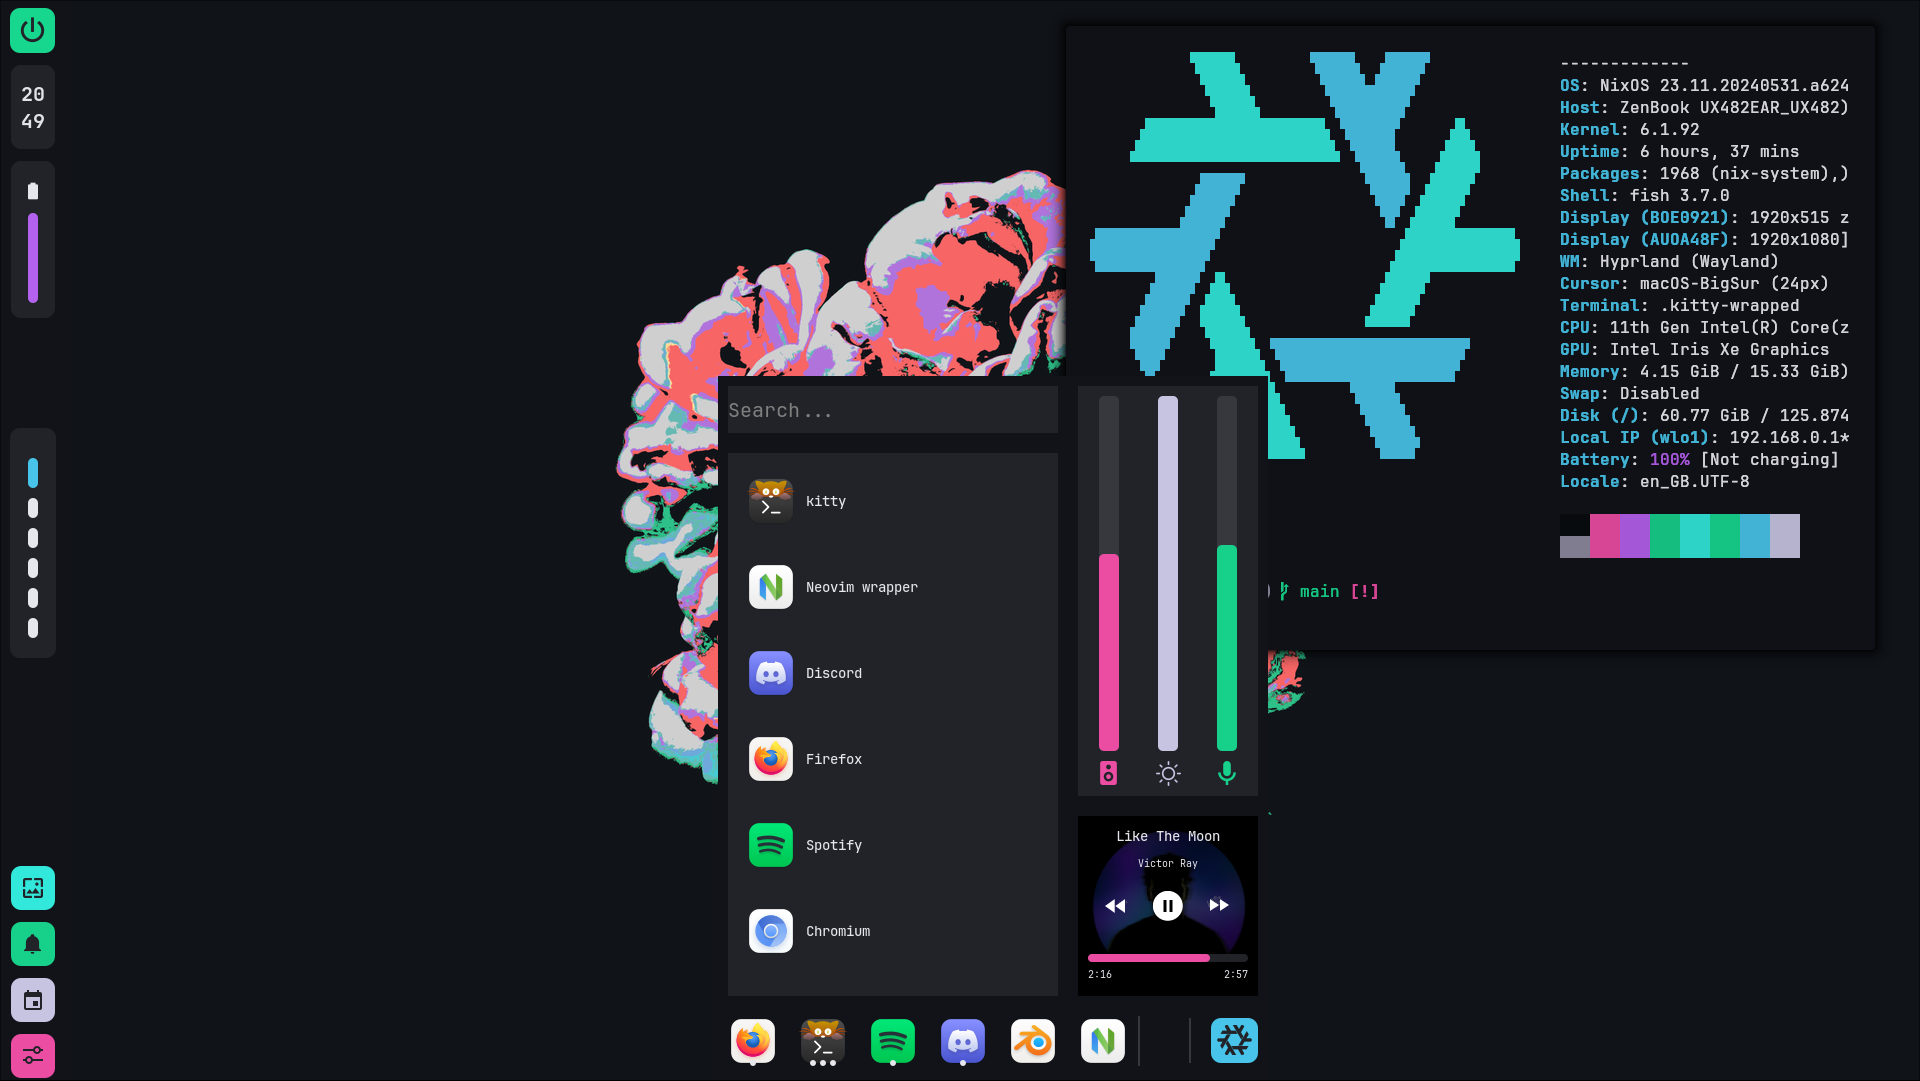 20
49
-------------
OS: NixOS 23.11.20240531.a624
Host: ZenBook UX482EAR_UX482)
Kernel: 6.1.92
Uptime: 6 hours, 37 mins
Packages: 1968 (nix-system),)
Shell: fish 3.7.0
Display (BOE0921): 1920x515 z
Display (AUOA48F): 1920x1080]
WM: Hyprland (Wayland)
Cursor: macOS-BigSur (24px)
Terminal: .kitty-wrapped
CPU: 11th Gen Intel(R) Core(z
GPU: Intel Iris Xe Graphics
Memory: 4.15 GiB / 15.33 GiB)
Swap: Disabled
Disk (/): 60.77 GiB / 125.874
Local IP (wlo1): 192.168.0.1*
Battery: 100% [Not charging]
Locale: en_GB.UTF-8
) main [!]
Search...
kitty
Neovim wrapper
Discord
Firefox
Spotify
Chromium
Like The Moon
Victor Ray
2:16 2:57